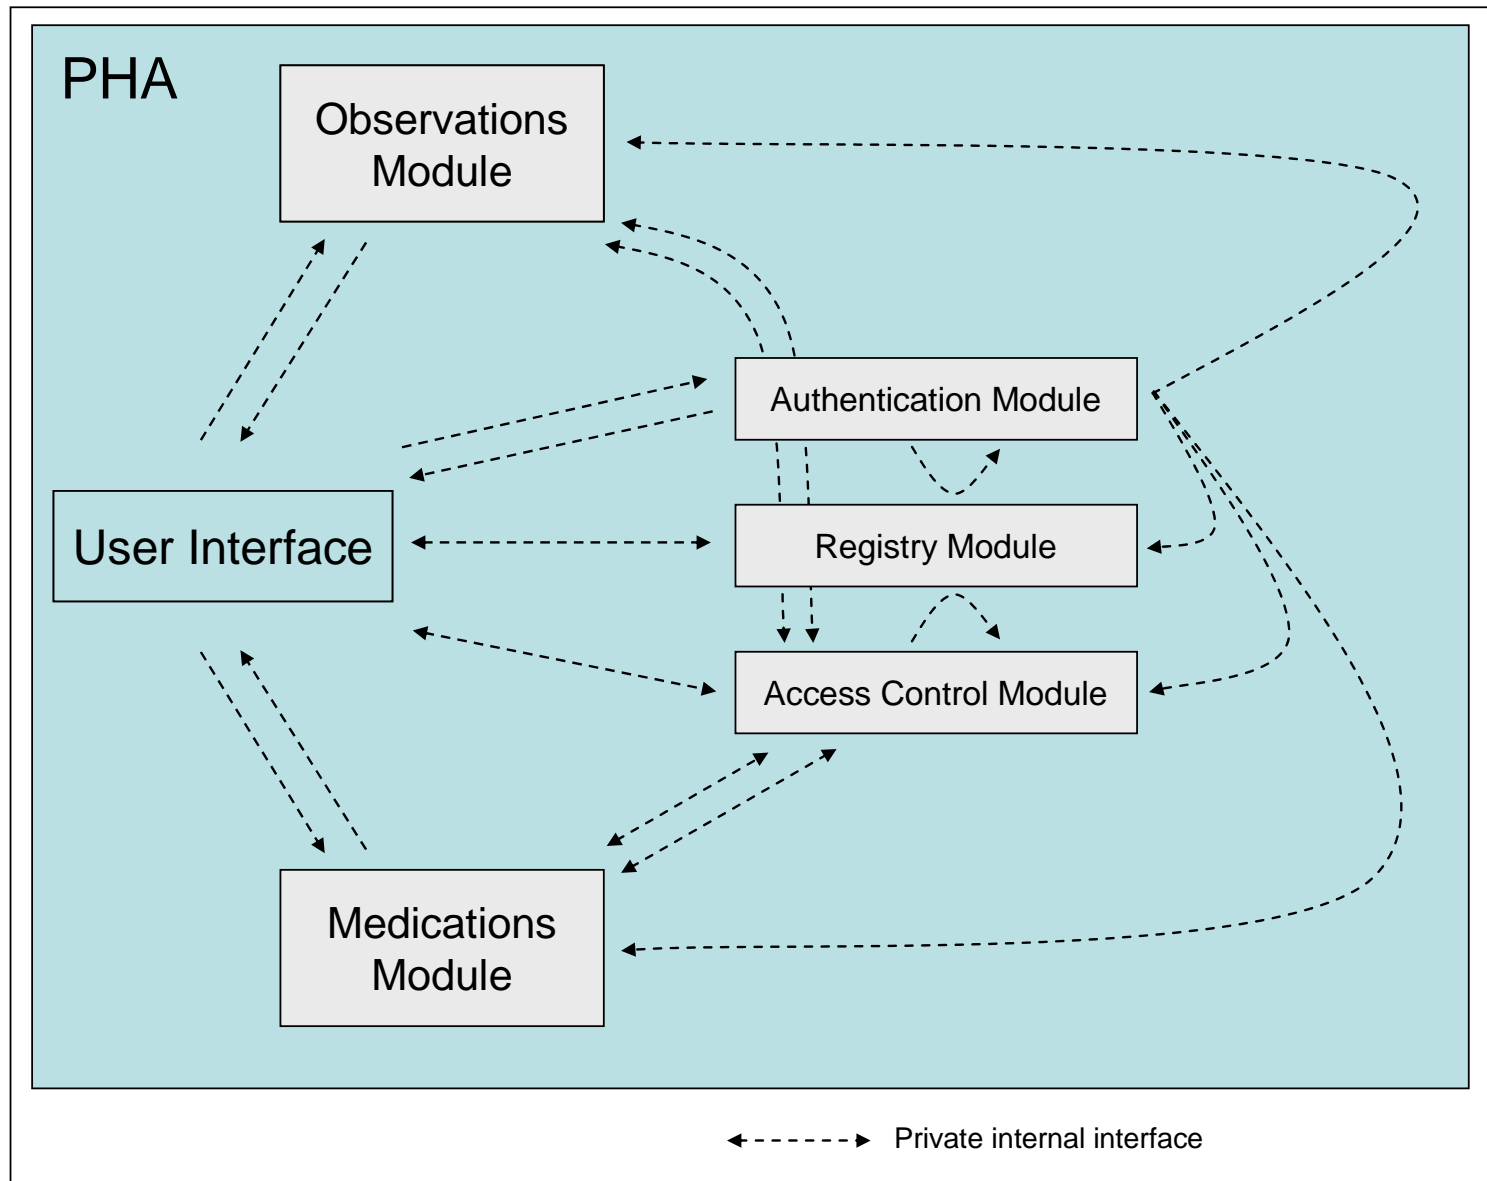 PHA
Observations
Module
Authentication Module
User Interface
Registry Module
Access Control Module
Medications
Module
Private internal interface